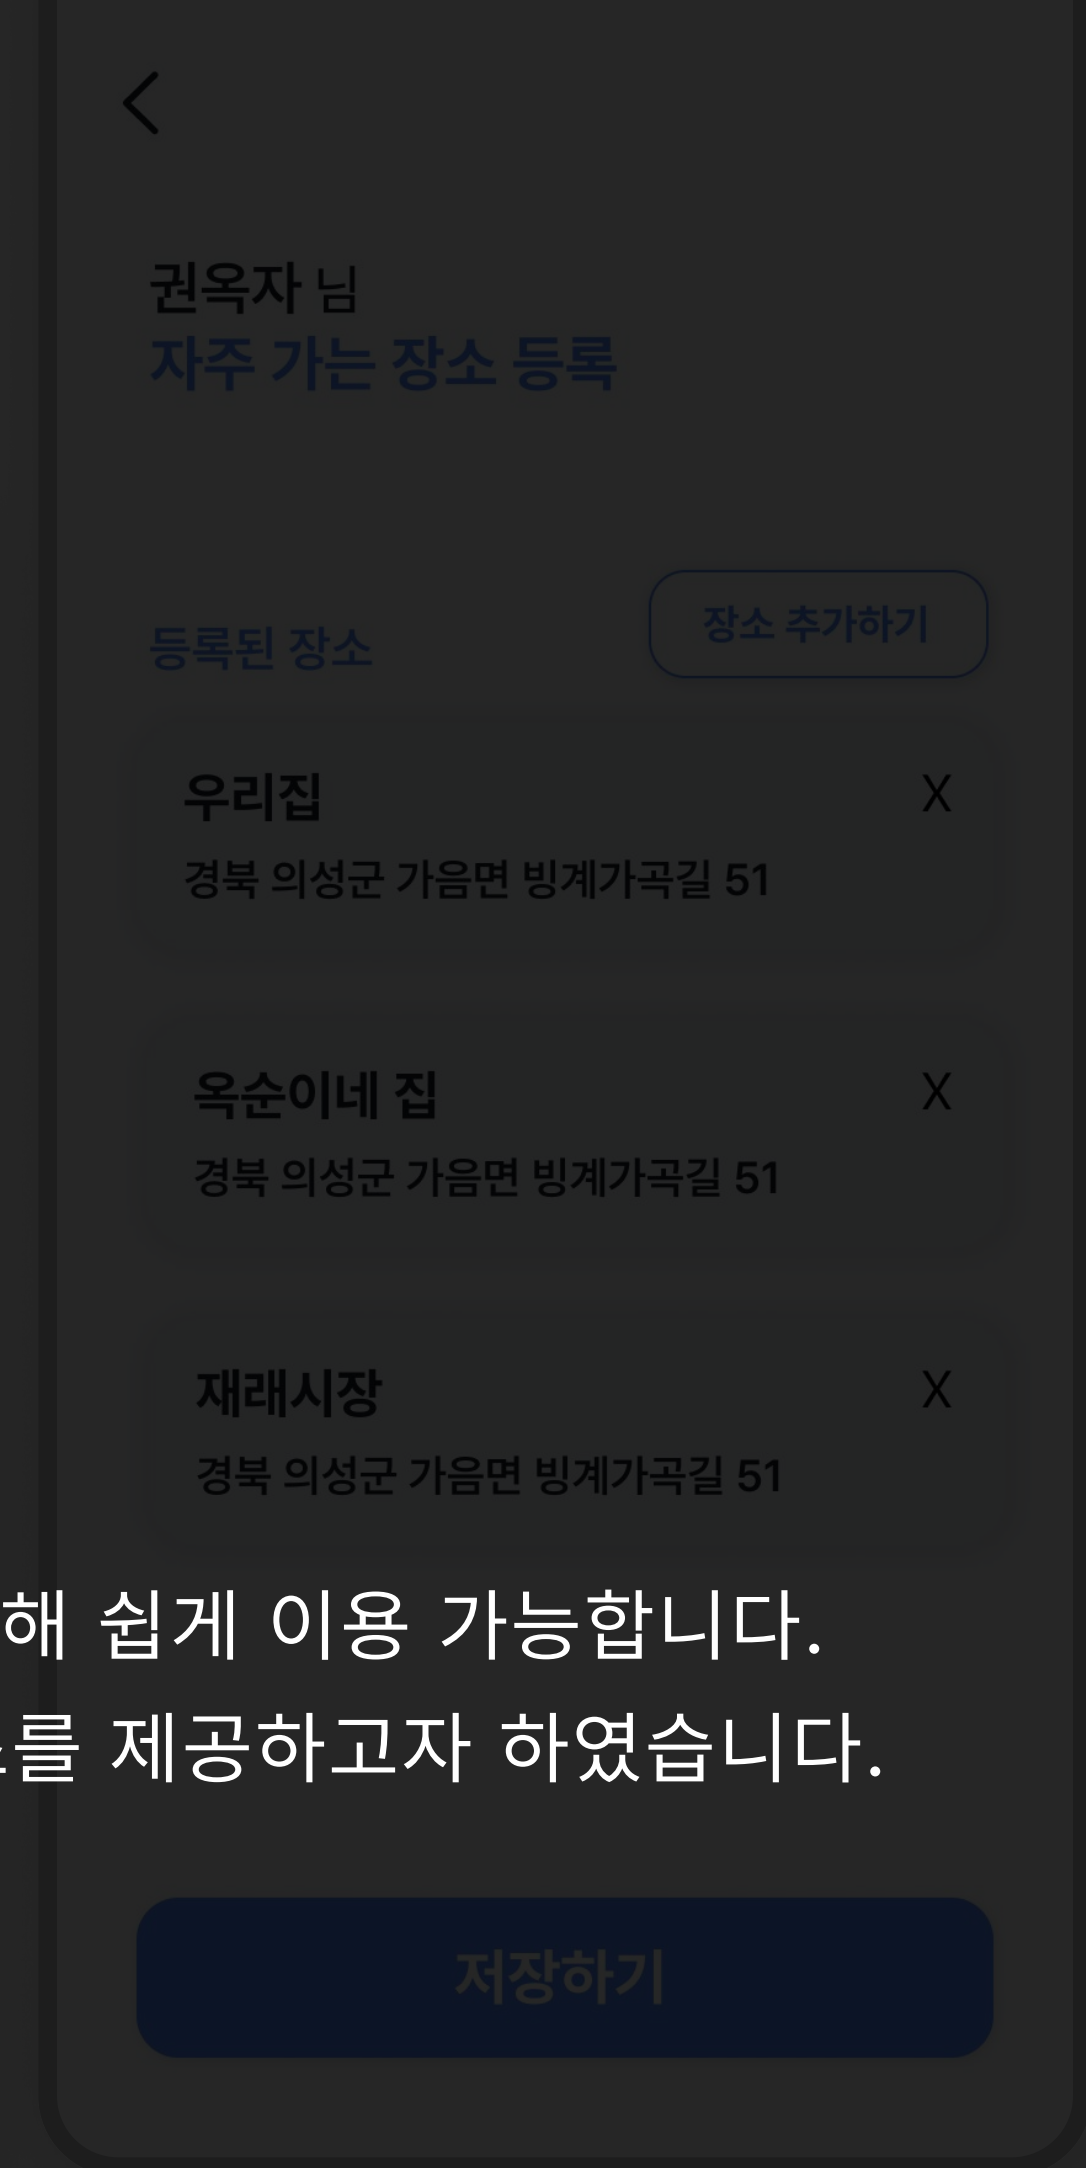 권옥자 님
자주 가는 장소 등록
등록된 장소
장소 추가하기
우리집
X
경북 의성군 가음면 빙계가곡길 51
옥순이네 집
X
경북 의성군 가음면 빙계가곡길 51
재래시장
X
경북 의성군 가음면 빙계가곡길 51
해 쉽게 이용 가능합니다.
를 제공하고자 하였습니다.
저장하기